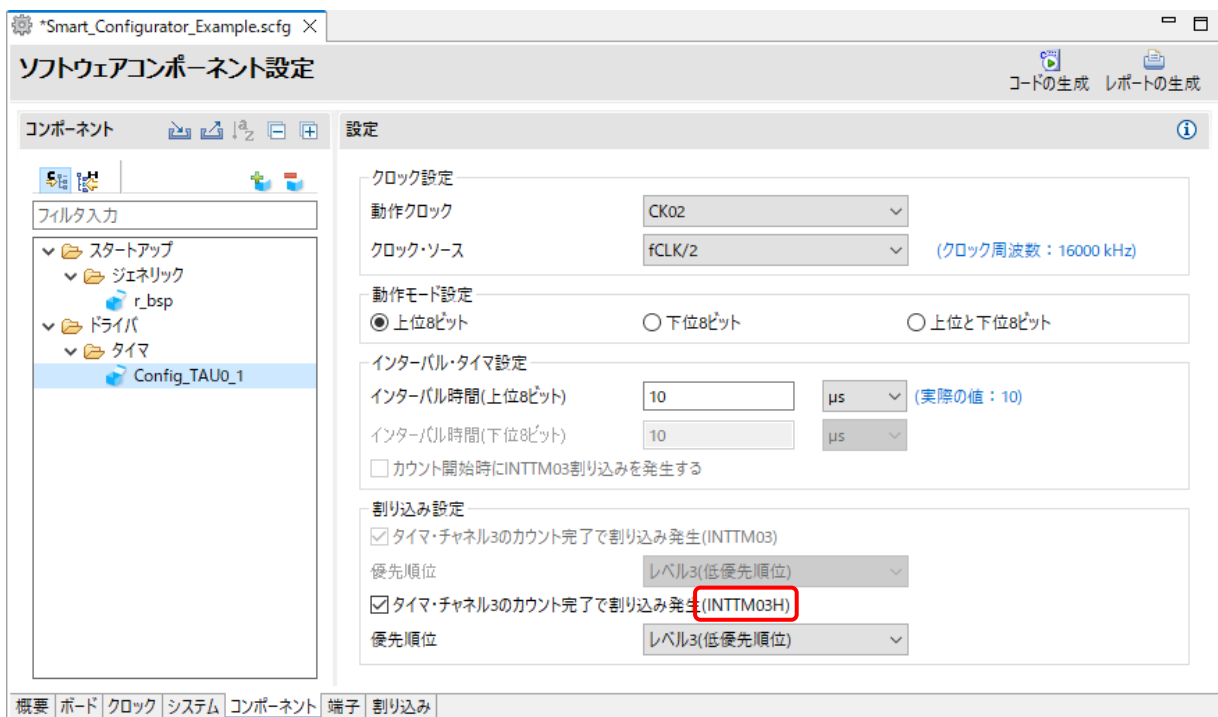 *Smart_Configurator_Example.scfg
ソフトウェアコンポーネント設定
コードの生成 レポートの生成
コンポーネント
設定
フィルタ入力
スタートアップ
ジェネリック
r_bsp
ドライバ
タイマ
Config_TAU0_1
クロック設定
動作クロック CK02
クロック・ソース fCLK/2 (クロック周波数：16000 kHz)
動作モード設定
上位8ビット 下位8ビット 上位と下位8ビット
インターバル・タイマ設定
インターバル時間(上位8ビット) 10 μs (実際の値：10)
インターバル時間(下位8ビット) 10 μs
カウント開始時にINTTM03割り込みを発生する
割り込み設定
タイマ・チャネル3のカウント完了で割り込み発生(INTTM03)
優先順位 レベル3(低優先順位)
タイマ・チャネル3のカウント完了で割り込み発生(INTTM03H)
優先順位 レベル3(低優先順位)
概要 ボード クロック システム コンポーネント 端子 割り込み